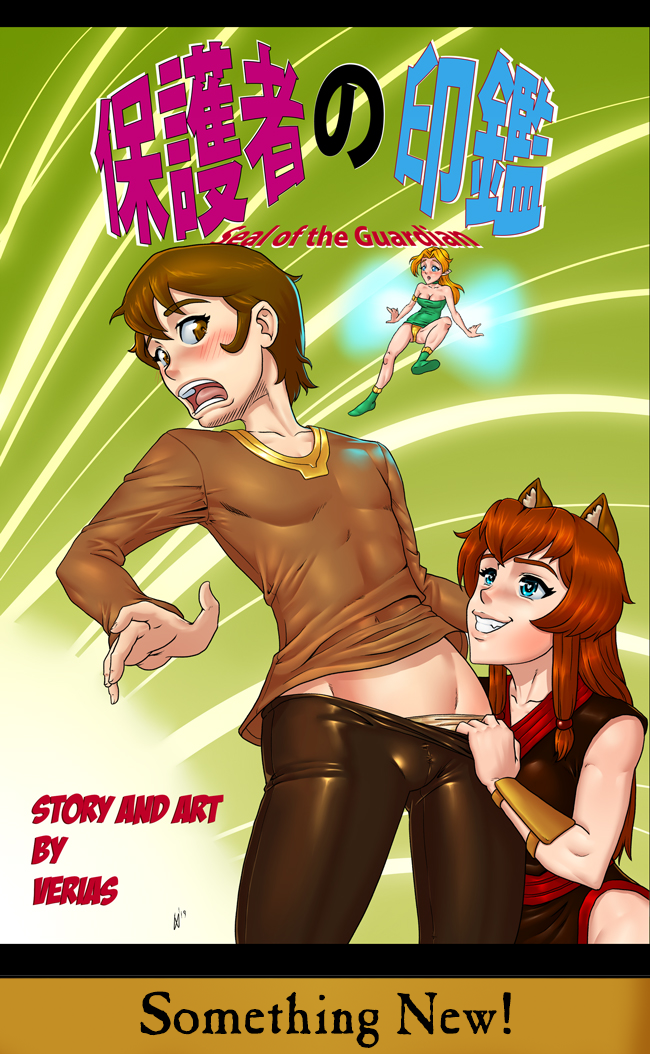 保護者の印鑑
Seal of the Guardian
STORY AND ART
BY
VERIAS
Something New!